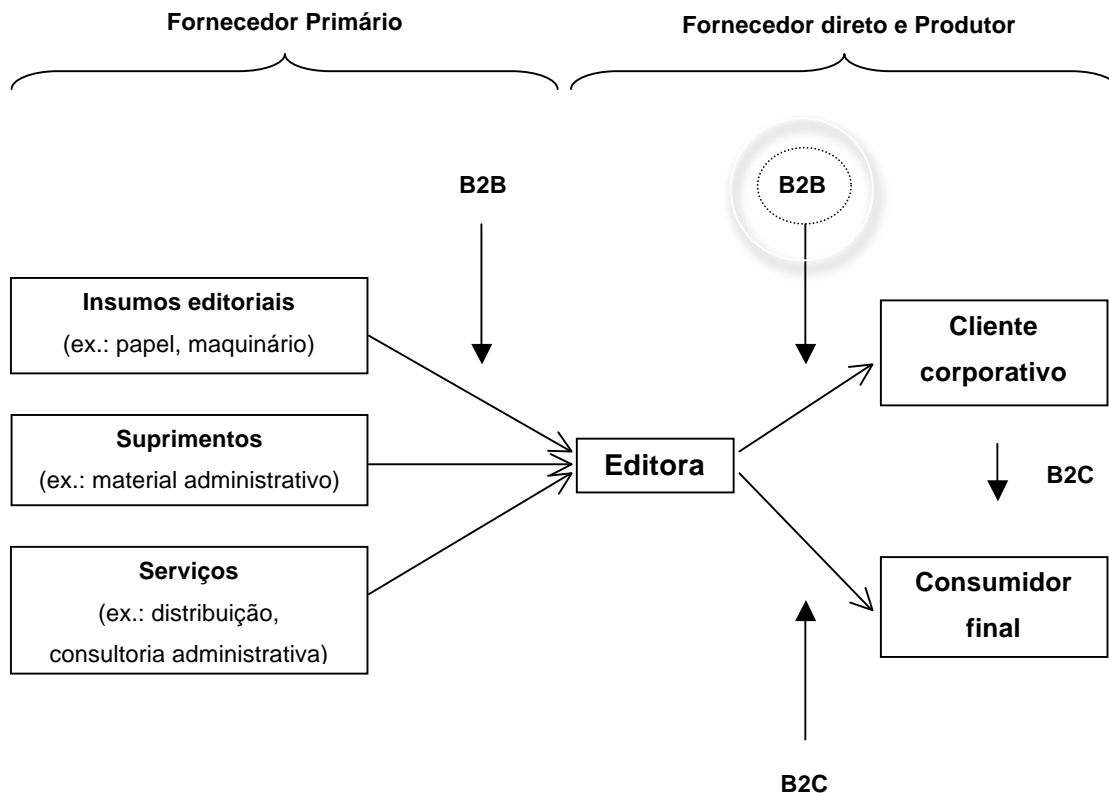 Fornecedor Primário
Fornecedor direto e Produtor
B2B
B2B
Insumos editoriais
(ex.: papel, maquinário)
Suprimentos
(ex.: material administrativo)
Serviços
(ex.: distribuição,
consultoria administrativa)
Editora
Cliente
corporativo
B2C
Consumidor
final
B2C